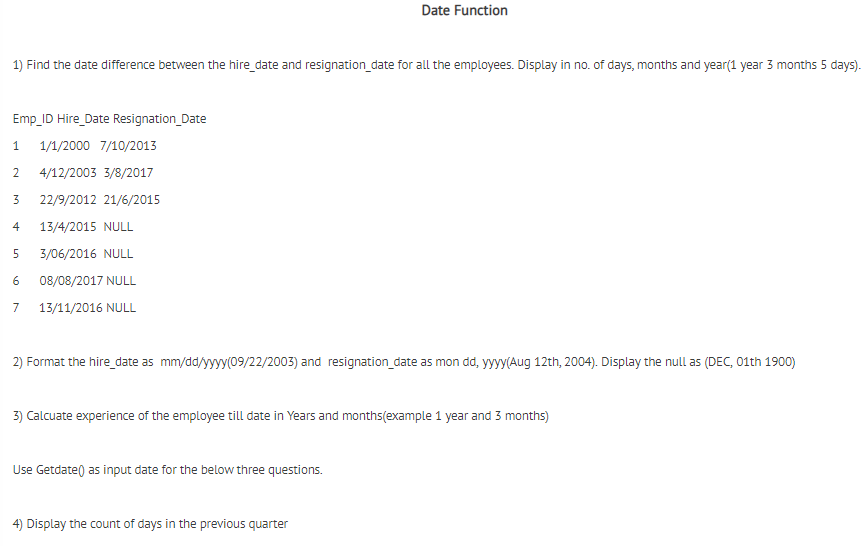 Date Function
1) Find the date difference between the hire_date and resignation_date for all the employees. Display in no. of days, months and year(1 year 3 months 5 days).
Emp_ID Hire_Date Resignation_Date
1 1/1/2000 7/10/2013
2 4/12/2003 3/8/2017
3 22/9/2012 21/6/2015
4 13/4/2015 NULL
5 3/06/2016 NULL
6 08/08/2017 NULL
7 13/11/2016 NULL
2) Format the hire_date as mm/dd/yyyy(09/22/2003) and resignation_date as mon dd, yyyy(Aug 12th, 2004). Display the null as (DEC, 01th 1900)
3) Calcuate experience of the employee till date in Years and months(example 1 year and 3 months)
Use Getdate() as input date for the below three questions.
4) Display the count of days in the previous quarter